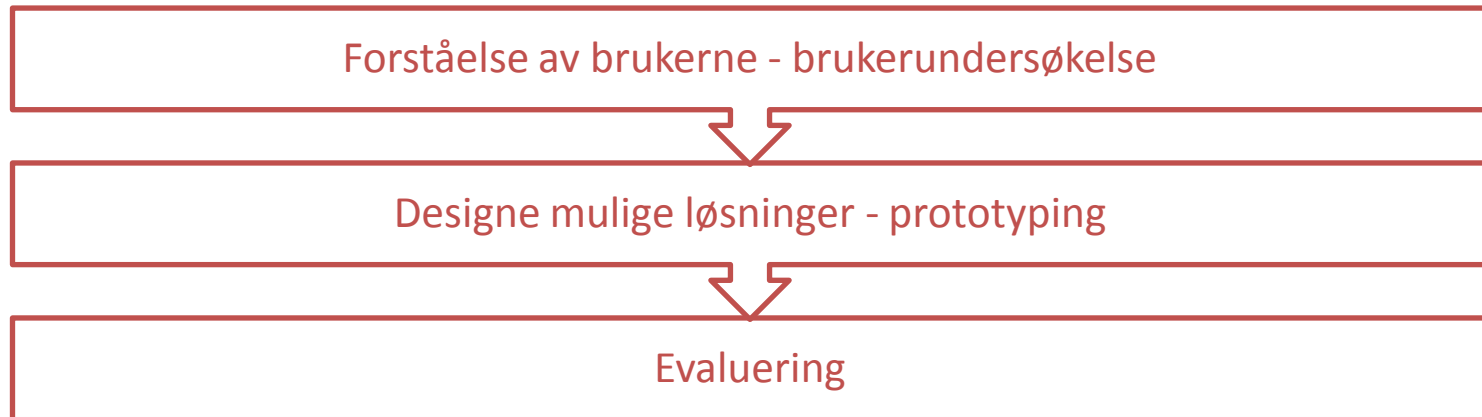 Forståelse av brukerne - brukerundersøkelse
Designe mulige løsninger - prototyping
Evaluering